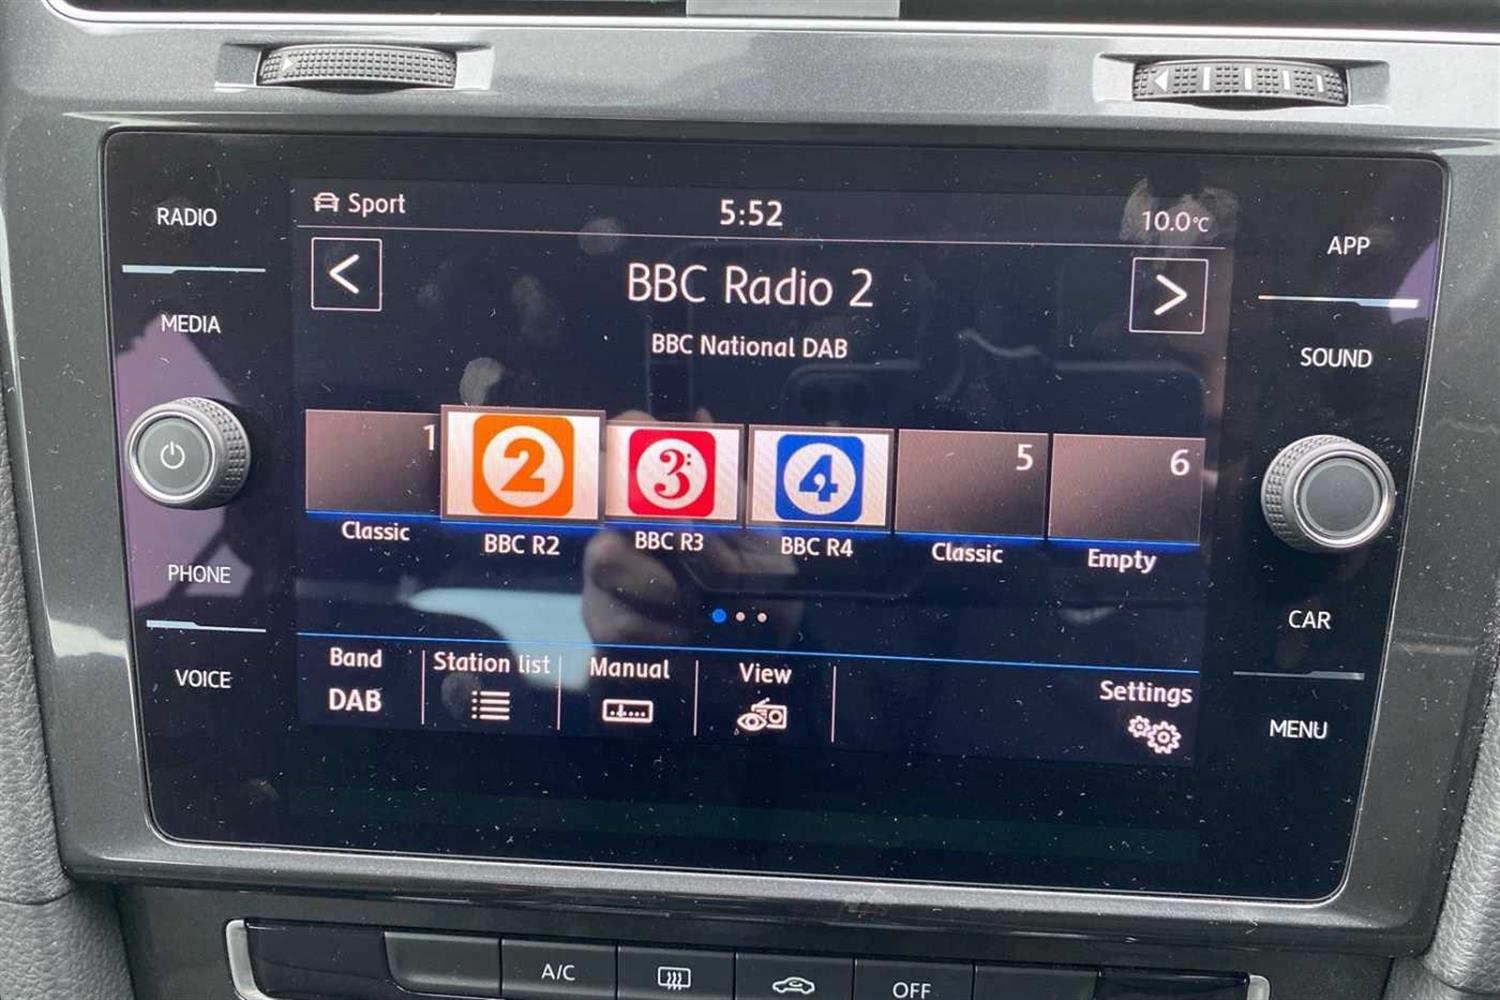 RADIO
MEDIA
PHONE
VOICE
Sport
5:52
10.0°C
<
BBC Radio 2
>
BBC National DAB
1
2
3
4
5
6
Classic
BBC R2
BBC R3
BBC R4
Classic
Empty
Band
DAB
Station list
Manual
View
Settings
APP
SOUND
CAR
MENU
A/C
OFF